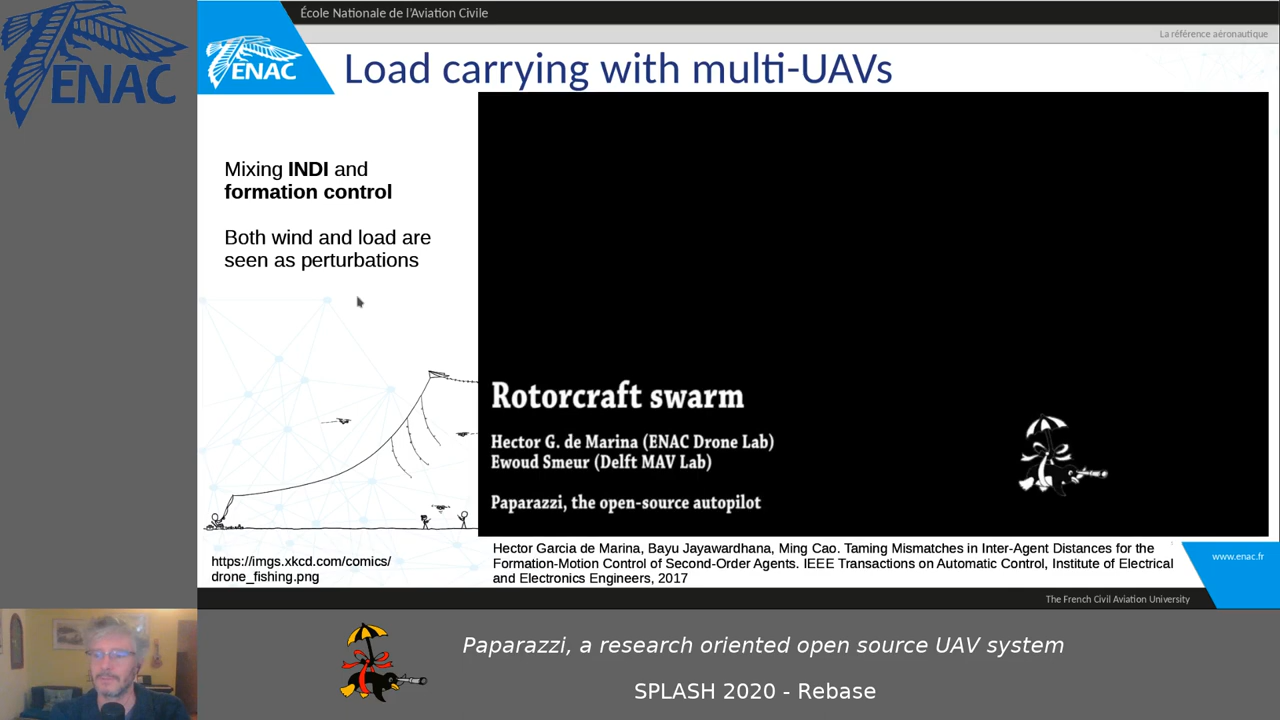 ENAC
École Nationale de l'Aviation Civile
La référence aéronautique
ENAC
Load carrying with multi-UAVs
Mixing INDI and
formation control
Both wind and load are
seen as perturbations
Rotorcraft swarm
Hector G. de Marina (ENAC Drone Lab)
Ewoud Smeur (Delft MAV Lab)
Paparazzi, the open-source autopilot
https://imgs.xkcd.com/comics/
drone_fishing.png
Hector Garcia de Marina, Bayu Jayawardhana, Ming Cao. Taming Mismatches in Inter-Agent Distances for the
Formation-Motion Control of Second-Order Agents. IEEE Transactions on Automatic Control, Institute of Electrical
and Electronics Engineers, 2017
www.enac.fr
The French Civil Aviation University
Paparazzi, a research oriented open source UAV system
SPLASH 2020 - Rebase